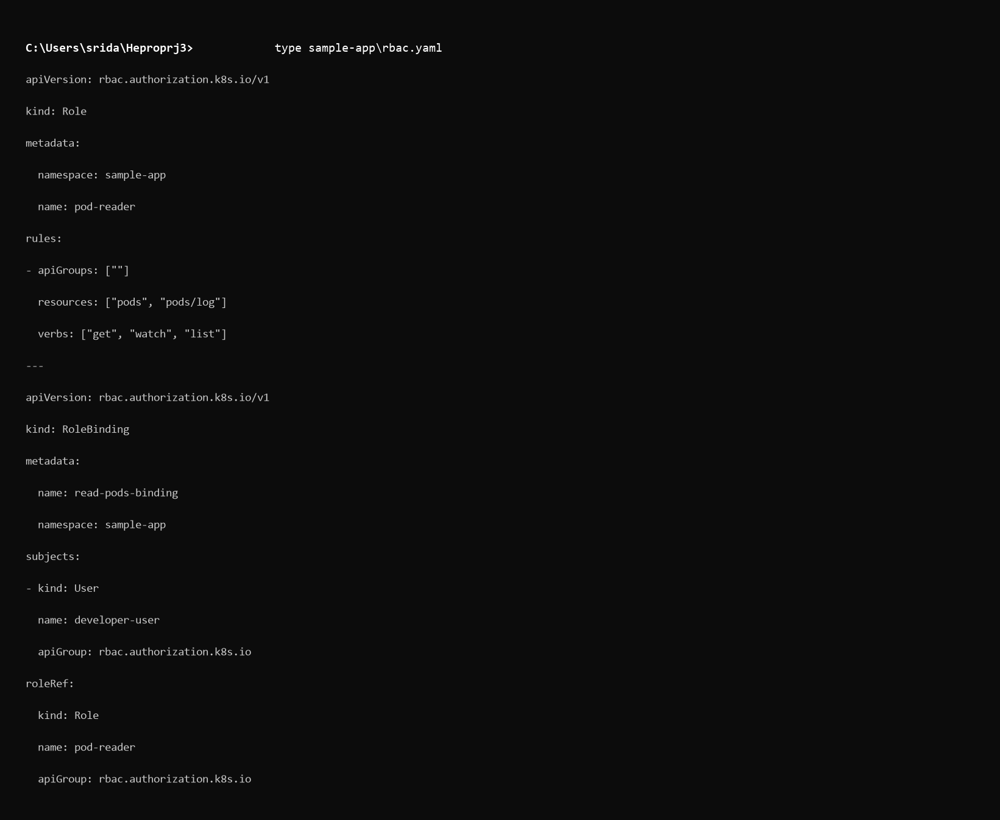 C:\Users\srida\Heproprj3> type sample-app\rbac.yaml
apiVersion: rbac.authorization.k8s.io/v1
kind: Role
metadata:
  namespace: sample-app
  name: pod-reader
rules:
- apiGroups: [""]
  resources: ["pods", "pods/log"]
  verbs: ["get", "watch", "list"]
---
apiVersion: rbac.authorization.k8s.io/v1
kind: RoleBinding
metadata:
  name: read-pods-binding
  namespace: sample-app
subjects:
- kind: User
  name: developer-user
  apiGroup: rbac.authorization.k8s.io
roleRef:
  kind: Role
  name: pod-reader
  apiGroup: rbac.authorization.k8s.io